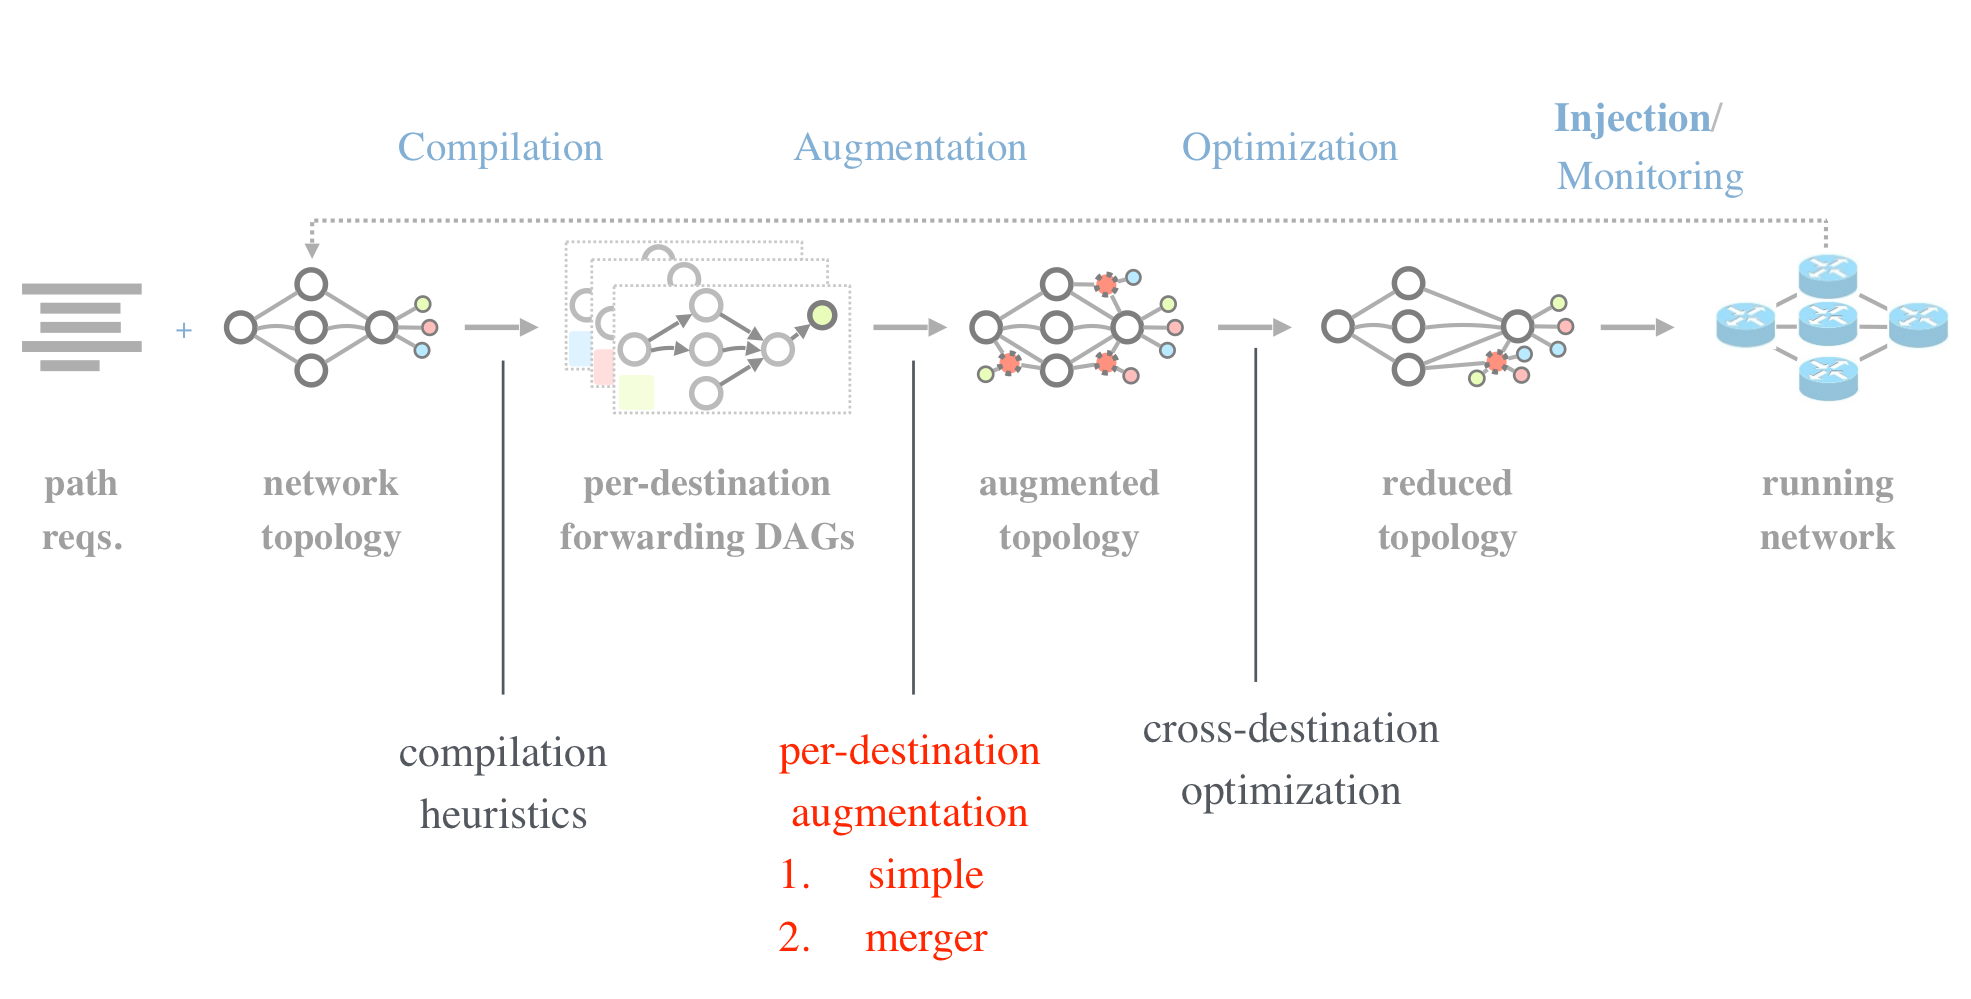 Compilation
Augmentation
Optimization
Injection/
Monitoring
+
path
reqs.
network
topology
per-destination
forwarding DAGs
augmented
topology
reduced
topology
running
network
compilation
heuristics
per-destination
augmentation
1. simple
2. merger
cross-destination
optimization